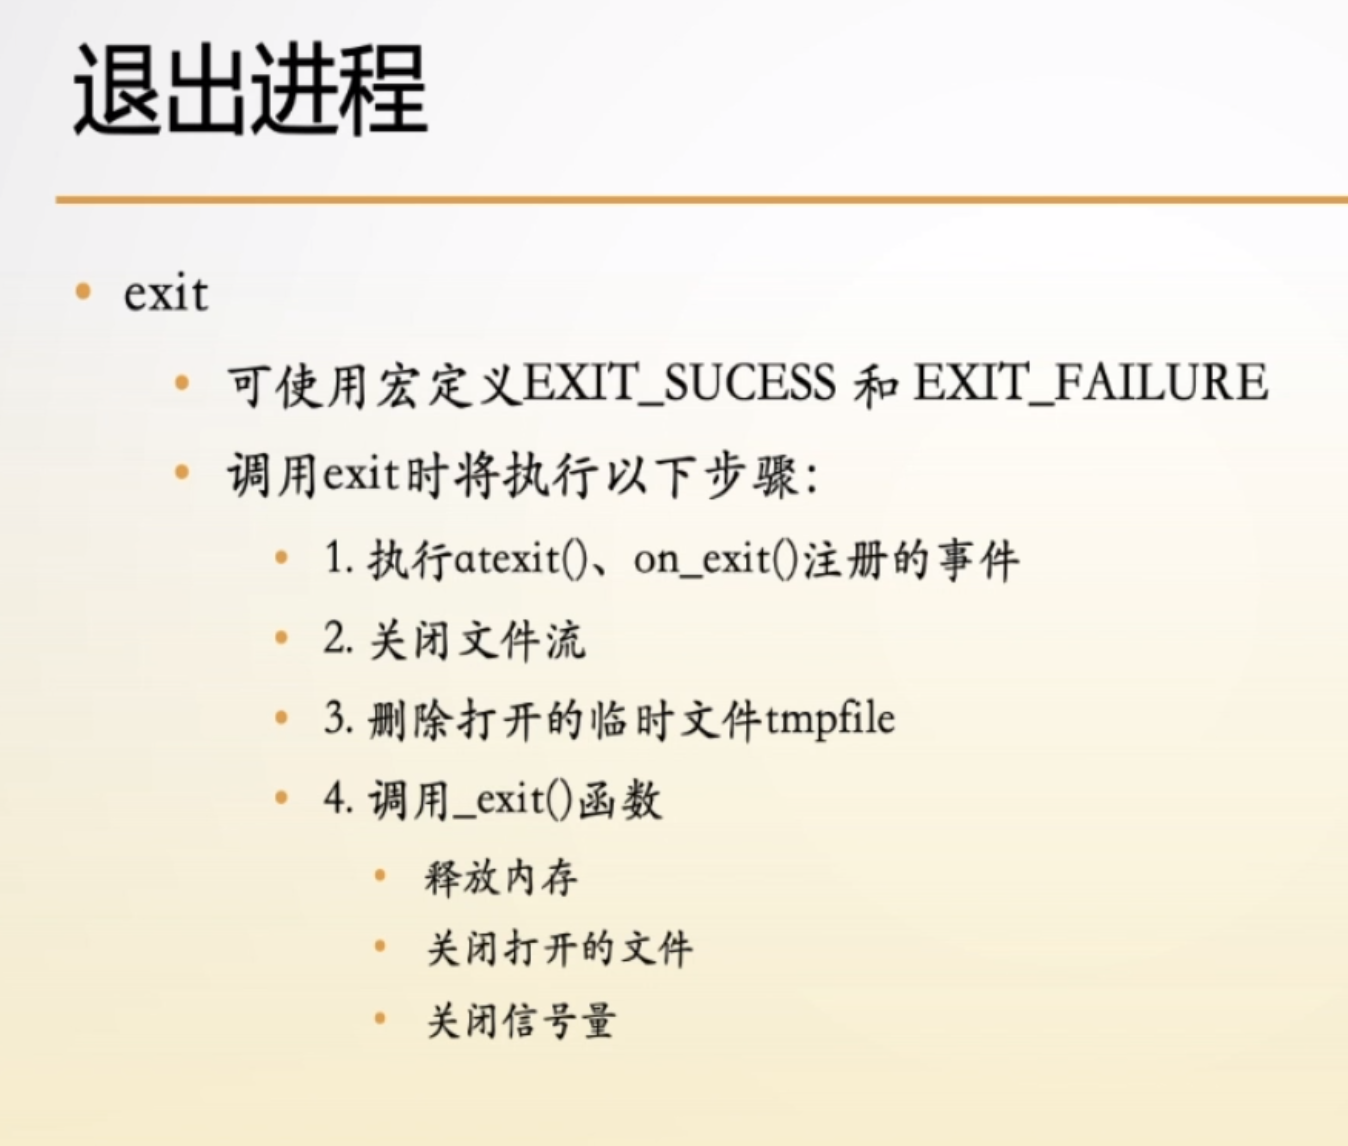 退出进程
exit
可使用宏定义EXIT_SUCESS 和 EXIT_FAILURE
调用exit时将执行以下步骤：
1. 执行atexit()、on_exit()注册的事件
2. 关闭文件流
3. 删除打开的临时文件tmpfile
4. 调用_exit()函数
释放内存
关闭打开的文件
关闭信号量